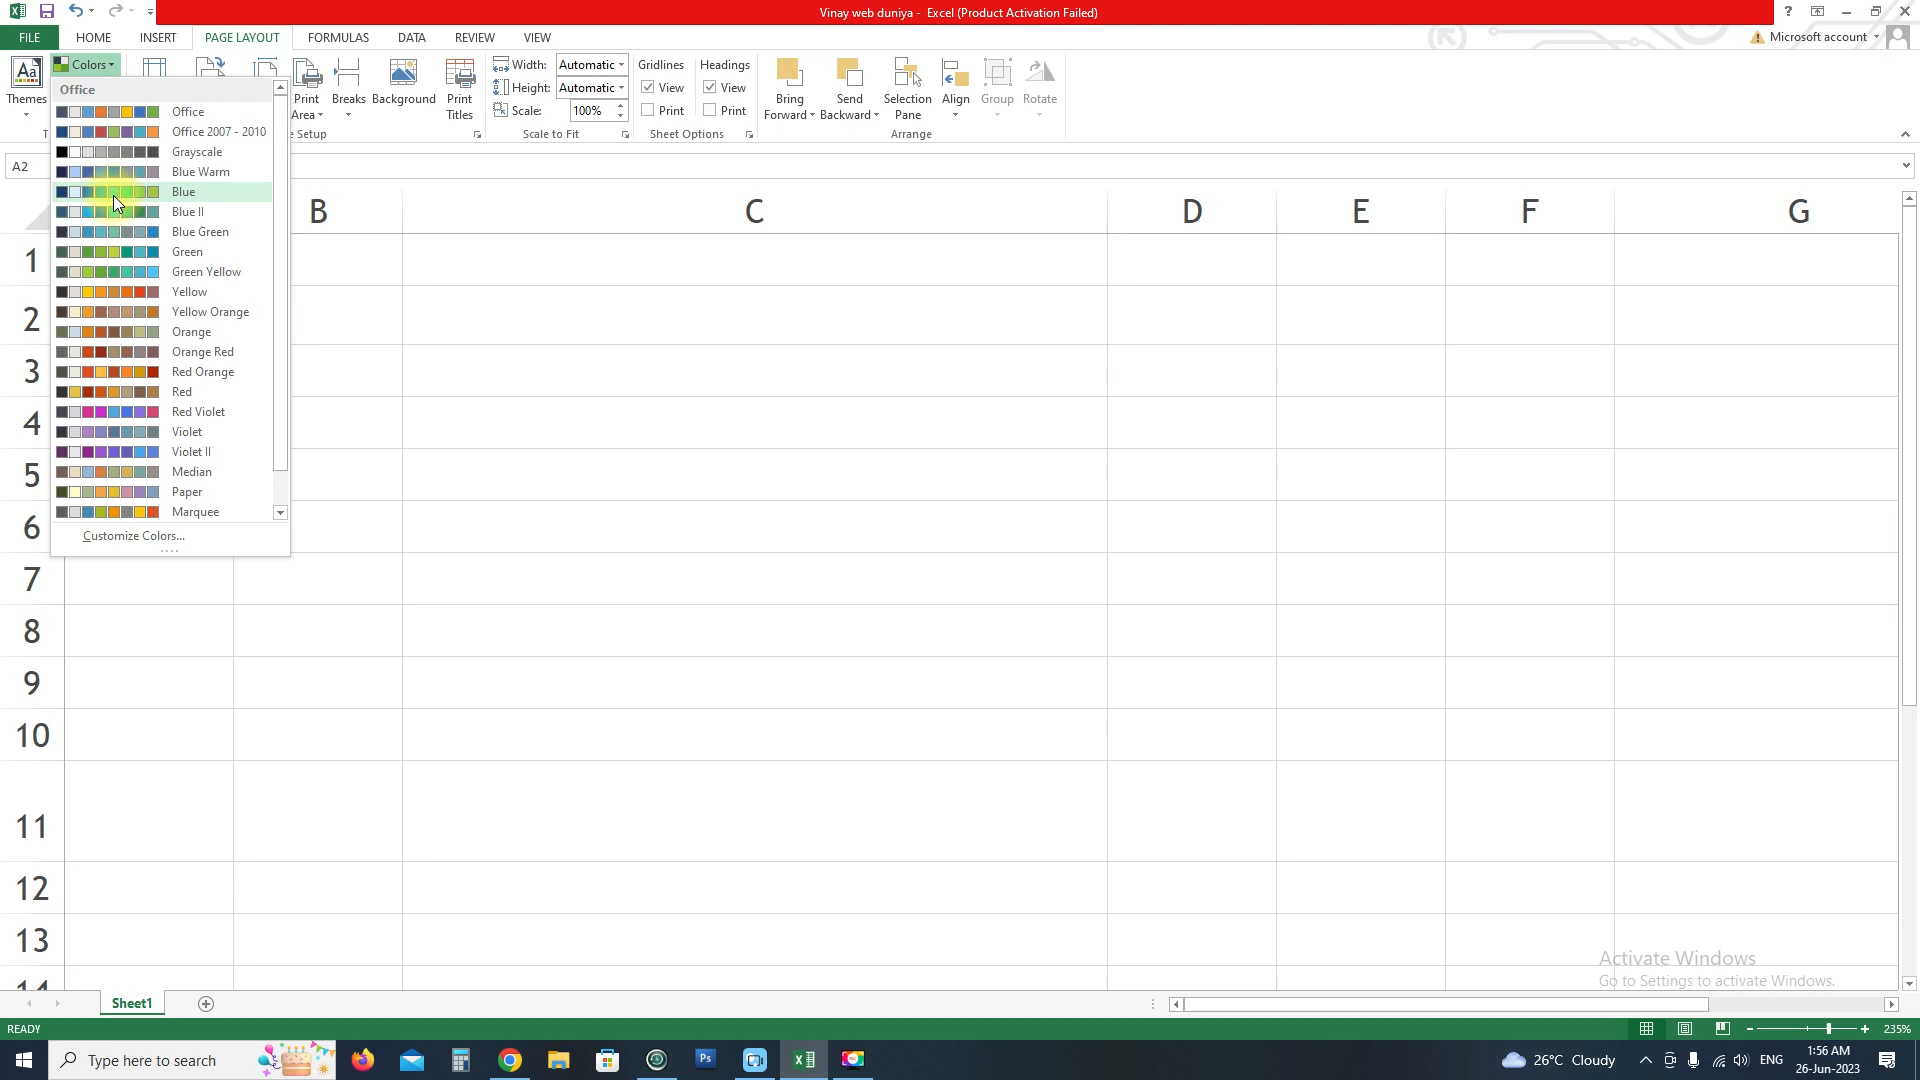 Vinay web duniya - Excel (Product Activation Failed)
FILE HOME INSERT PAGE LAYOUT FORMULAS DATA REVIEW VIEW
Microsoft account
Themes
Colors
Print Area
Breaks
Background
Print Titles
Width: Automatic
Height: Automatic
Scale: 100%
Gridlines
View
Print
Headings
View
Print
Bring Forward
Send Backward
Selection Pane
Align
Group
Rotate
Setup
Scale to Fit
Sheet Options
Arrange
A2
Office
Office
Office 2007 - 2010
Grayscale
Blue Warm
Blue
Blue II
Blue Green
Green
Green Yellow
Yellow
Yellow Orange
Orange
Orange Red
Red Orange
Red
Red Violet
Violet
Violet II
Median
Paper
Marquee
Customize Colors...
B C D E F G
1
2
3
4
5
6
7
8
9
10
11
12
13
14
Activate Windows
Go to Settings to activate Windows.
Sheet1
READY
235%
Type here to search
Ps
26°C Cloudy
ENG
1:56 AM
26-Jun-2023